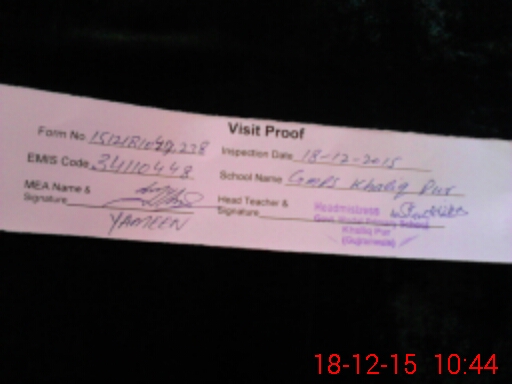 Visit Proof
Form No
Inspection Date 18-12-2015
EMIS Code 34110448
School Name GMPS Khaliq Pur
MEA Name &
Signature
Head Teacher &
Signature
YAMEEN
Headmistress
Govt. Model Primary School
Khaliq Pur
(Gujranwala)
18-12-15 10:44